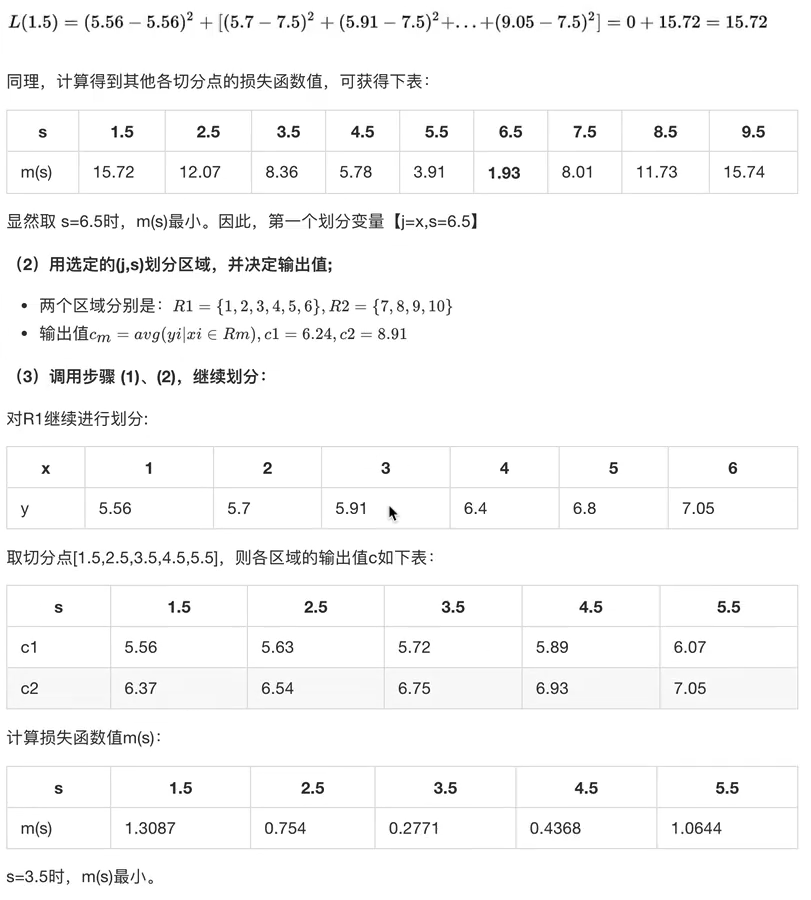 L(1.5) = (5.56 − 5.56)² + [(5.7 − 7.5)² + (5.91 − 7.5)²+…+(9.05 − 7.5)²] = 0 + 15.72 = 15.72
同理，计算得到其他各切分点的损失函数值，可获得下表：
s 1.5 2.5 3.5 4.5 5.5 6.5 7.5 8.5 9.5
m(s) 15.72 12.07 8.36 5.78 3.91 1.93 8.01 11.73 15.74
显然取 s=6.5时，m(s)最小。因此，第一个划分变量【j=x,s=6.5】
（2）用选定的(j,s)划分区域，并决定输出值;
• 两个区域分别是：R1 = {1, 2, 3, 4, 5, 6}, R2 = {7, 8, 9, 10}
• 输出值cm = avg(yi|xi ∈ Rm), c1 = 6.24, c2 = 8.91
（3）调用步骤 (1)、(2)，继续划分：
对R1继续进行划分:
x 1 2 3 4 5 6
y 5.56 5.7 5.91 6.4 6.8 7.05
取切分点[1.5,2.5,3.5,4.5,5.5]，则各区域的输出值c如下表：
s 1.5 2.5 3.5 4.5 5.5
c1 5.56 5.63 5.72 5.89 6.07
c2 6.37 6.54 6.75 6.93 7.05
计算损失函数值m(s)：
s 1.5 2.5 3.5 4.5 5.5
m(s) 1.3087 0.754 0.2771 0.4368 1.0644
s=3.5时，m(s)最小。